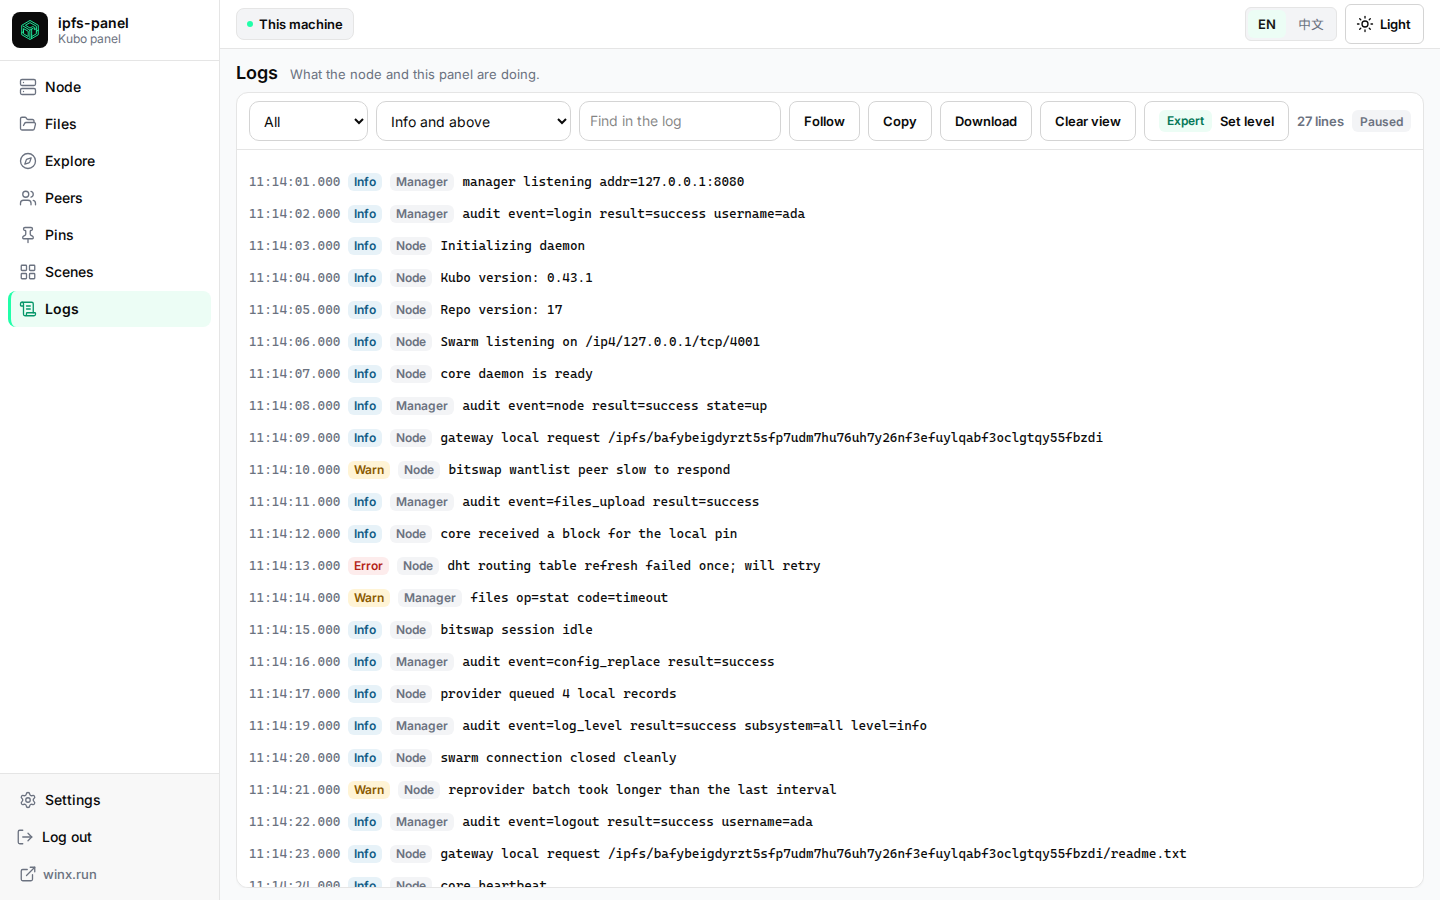 ipfs-panel
Kubo panel
This machine
EN 中文 Light
Node
Files
Explore
Peers
Pins
Scenes
Logs
Settings
Log out
winx.run
Logs What the node and this panel are doing.
All Info and above Find in the log Follow Copy Download Clear view Expert Set level 27 lines Paused
11:14:01.000 Info Manager manager listening addr=127.0.0.1:8080
11:14:02.000 Info Manager audit event=login result=success username=ada
11:14:03.000 Info Node Initializing daemon
11:14:04.000 Info Node Kubo version: 0.43.1
11:14:05.000 Info Node Repo version: 17
11:14:06.000 Info Node Swarm listening on /ip4/127.0.0.1/tcp/4001
11:14:07.000 Info Node core daemon is ready
11:14:08.000 Info Manager audit event=node result=success state=up
11:14:09.000 Info Node gateway local request /ipfs/bafybeigdyrzt5sfp7udm7hu76uh7y26nf3efuylqabf3oclgtqy55fbzdi
11:14:10.000 Warn Node bitswap wantlist peer slow to respond
11:14:11.000 Info Manager audit event=files_upload result=success
11:14:12.000 Info Node core received a block for the local pin
11:14:13.000 Error Node dht routing table refresh failed once; will retry
11:14:14.000 Warn Manager files op=stat code=timeout
11:14:15.000 Info Node bitswap session idle
11:14:16.000 Info Manager audit event=config_replace result=success
11:14:17.000 Info Node provider queued 4 local records
11:14:19.000 Info Manager audit event=log_level result=success subsystem=all level=info
11:14:20.000 Info Node swarm connection closed cleanly
11:14:21.000 Warn Node reprovider batch took longer than the last interval
11:14:22.000 Info Manager audit event=logout result=success username=ada
11:14:23.000 Info Node gateway local request /ipfs/bafybeigdyrzt5sfp7udm7hu76uh7y26nf3efuylqabf3oclgtqy55fbzdi/readme.txt
11:14:24.000 Info Node core heartbeat